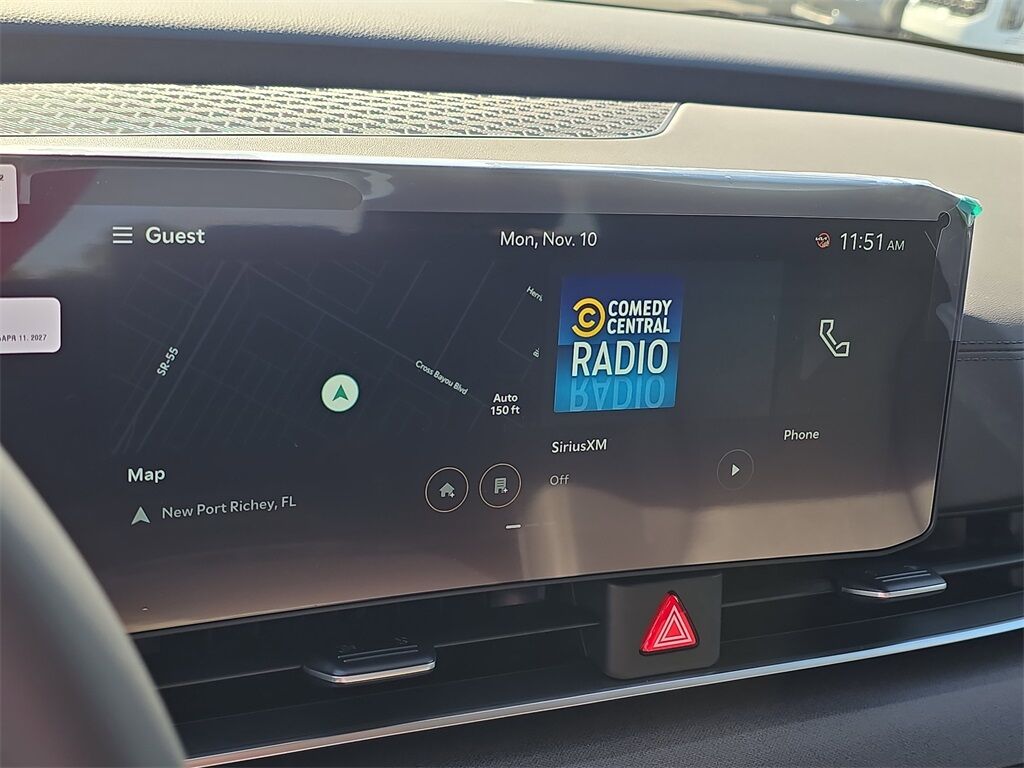 Guest
Mon, Nov. 10
11:51 AM
SR-55
Cross Bayou Blvd
Auto
150 ft
Map
New Port Richey, FL
COMEDY
CENTRAL
RADIO
SiriusXM
Off
Phone
APR 11. 2027